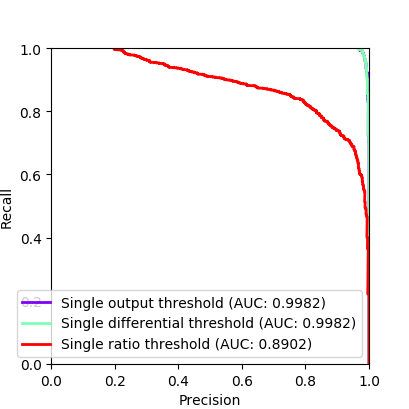 1.0
0.8
0.6
0.4
0.2
0.0
Recall
Single output threshold (AUC: 0.9982)
Single differential threshold (AUC: 0.9982)
Single ratio threshold (AUC: 0.8902)
0.0 0.2 0.4 0.6 0.8 1.0
Precision